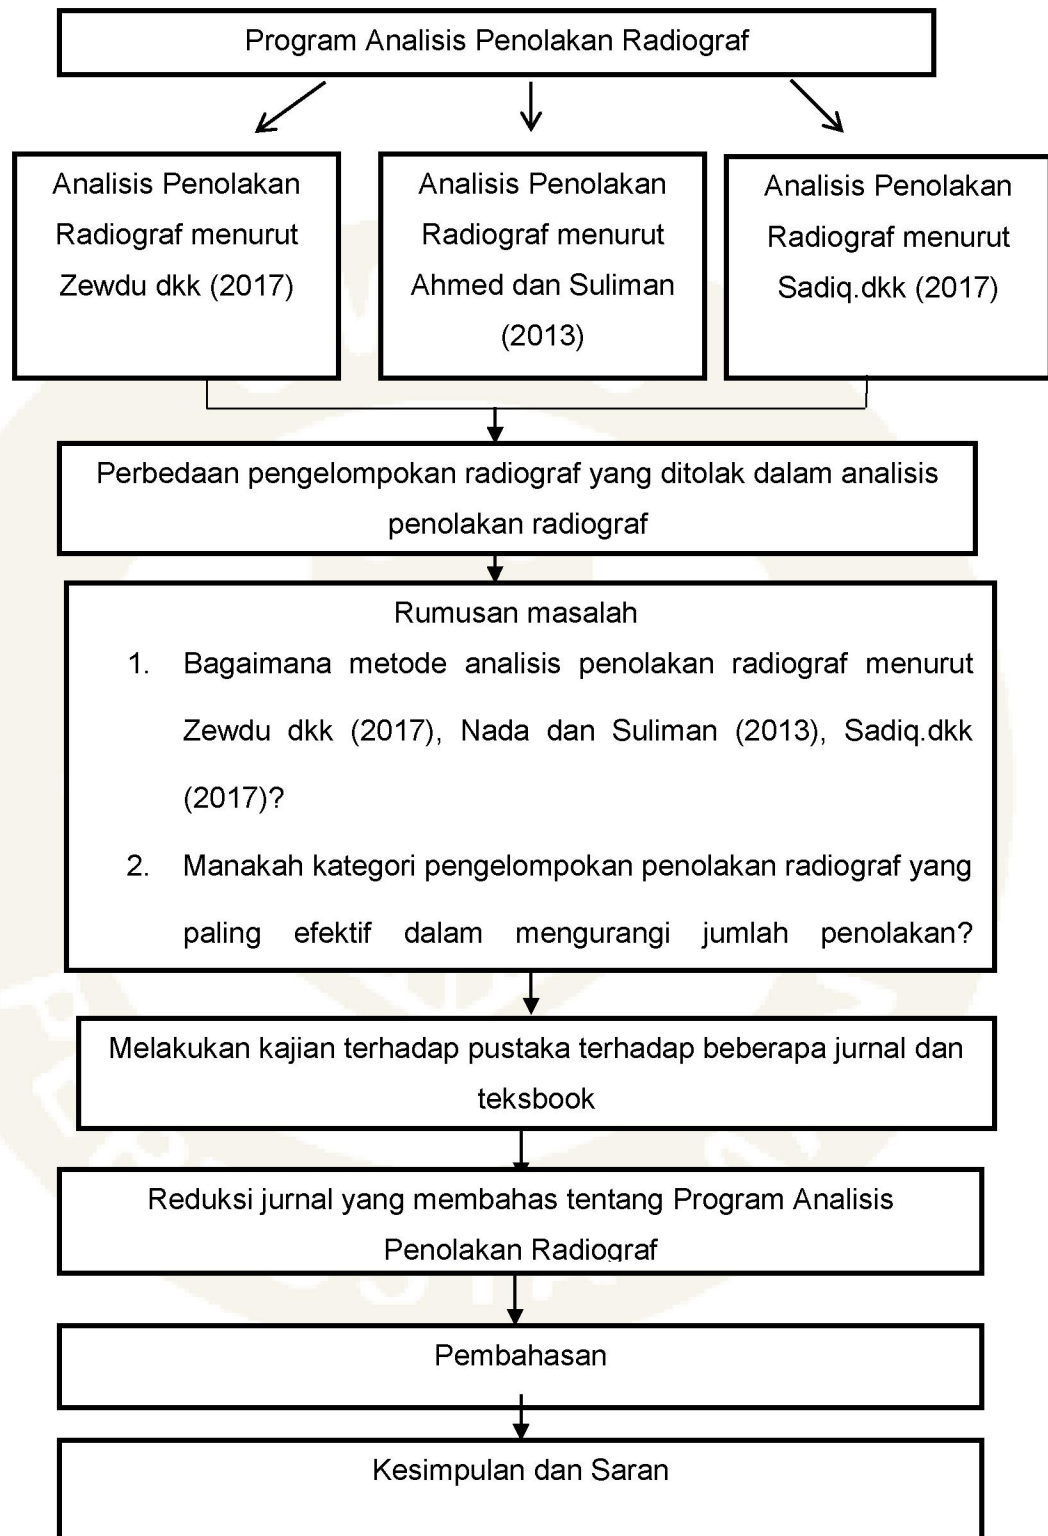 Program Analisis Penolakan Radiograf
Analisis Penolakan
Radiograf menurut
Zewdu dkk (2017)
Analisis Penolakan
Radiograf menurut
Ahmed dan Suliman
(2013)
Analisis Penolakan
Radiograf menurut
Sadiq.dkk (2017)
Perbedaan pengelompokan radiograf yang ditolak dalam analisis
penolakan radiograf
Rumusan masalah
1. Bagaimana metode analisis penolakan radiograf menurut
Zewdu dkk (2017), Nada dan Suliman (2013), Sadiq.dkk
(2017)?
2. Manakah kategori pengelompokan penolakan radiograf yang
paling efektif dalam mengurangi jumlah penolakan?
Melakukan kajian terhadap pustaka terhadap beberapa jurnal dan
teksbook
Reduksi jurnal yang membahas tentang Program Analisis
Penolakan Radiograf
Pembahasan
Kesimpulan dan Saran